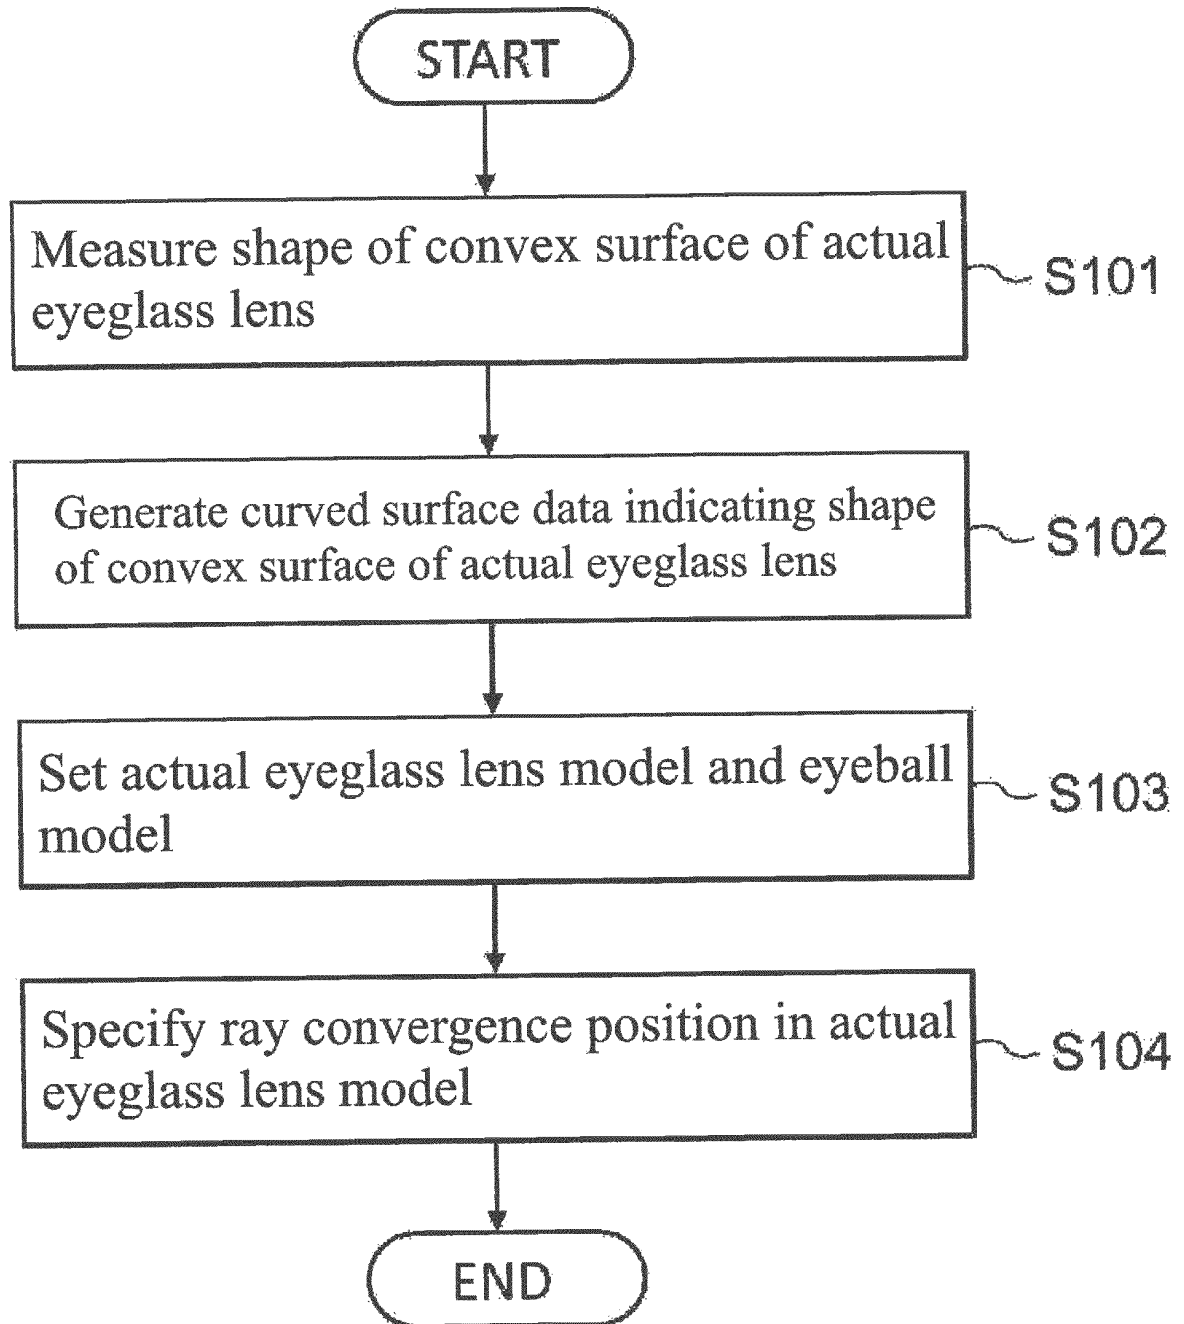 START
Measure shape of convex surface of actual
eyeglass lens
S101
Generate curved surface data indicating shape
of convex surface of actual eyeglass lens
S102
Set actual eyeglass lens model and eyeball
model
S103
Specify ray convergence position in actual
eyeglass lens model
S104
END